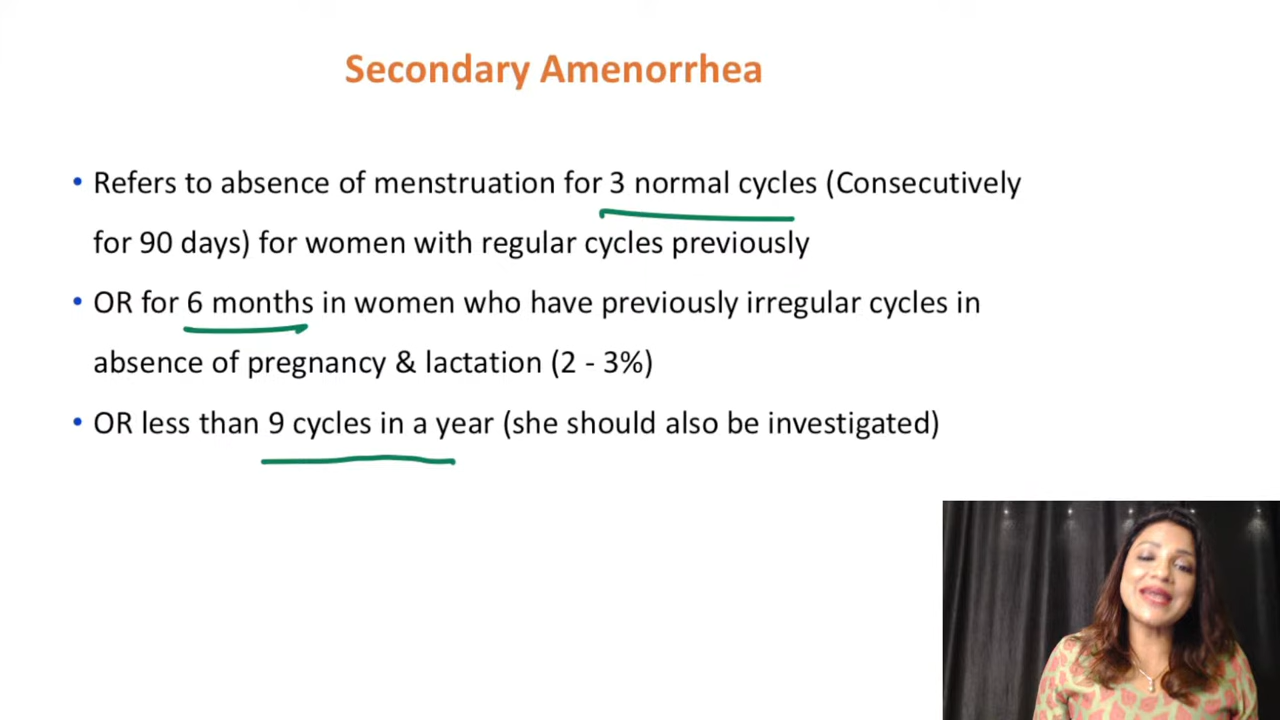 Secondary Amenorrhea
• Refers to absence of menstruation for 3 normal cycles (Consecutively
for 90 days) for women with regular cycles previously
• OR for 6 months in women who have previously irregular cycles in
absence of pregnancy & lactation (2 - 3%)
• OR less than 9 cycles in a year (she should also be investigated)